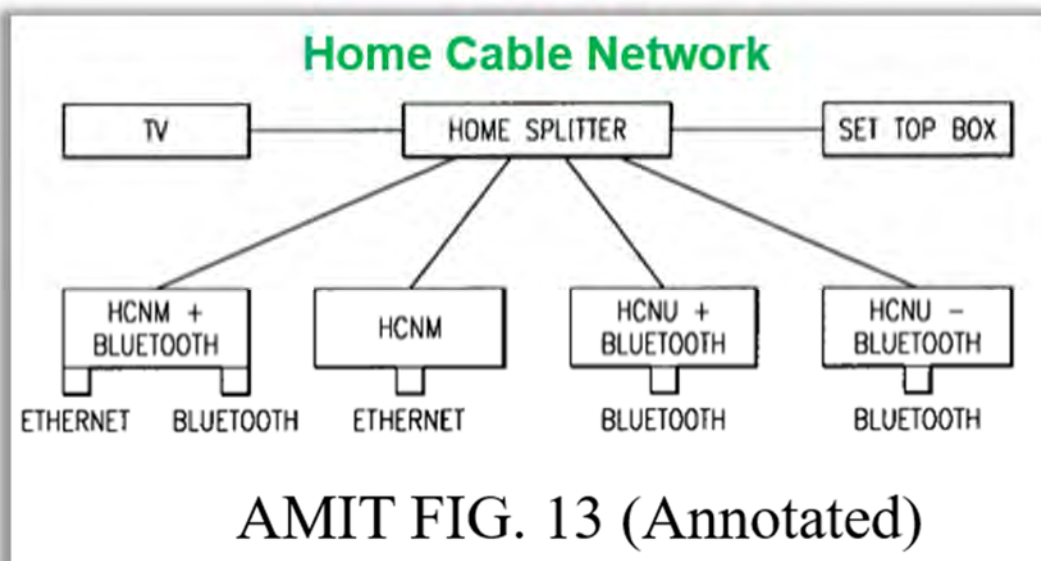 Home Cable Network
TV
HOME SPLITTER
SET TOP BOX
HCNM +
BLUETOOTH
HCNM
HCNU +
BLUETOOTH
HCNU -
BLUETOOTH
ETHERNET
BLUETOOTH
ETHERNET
BLUETOOTH
BLUETOOTH
AMIT FIG. 13 (Annotated)